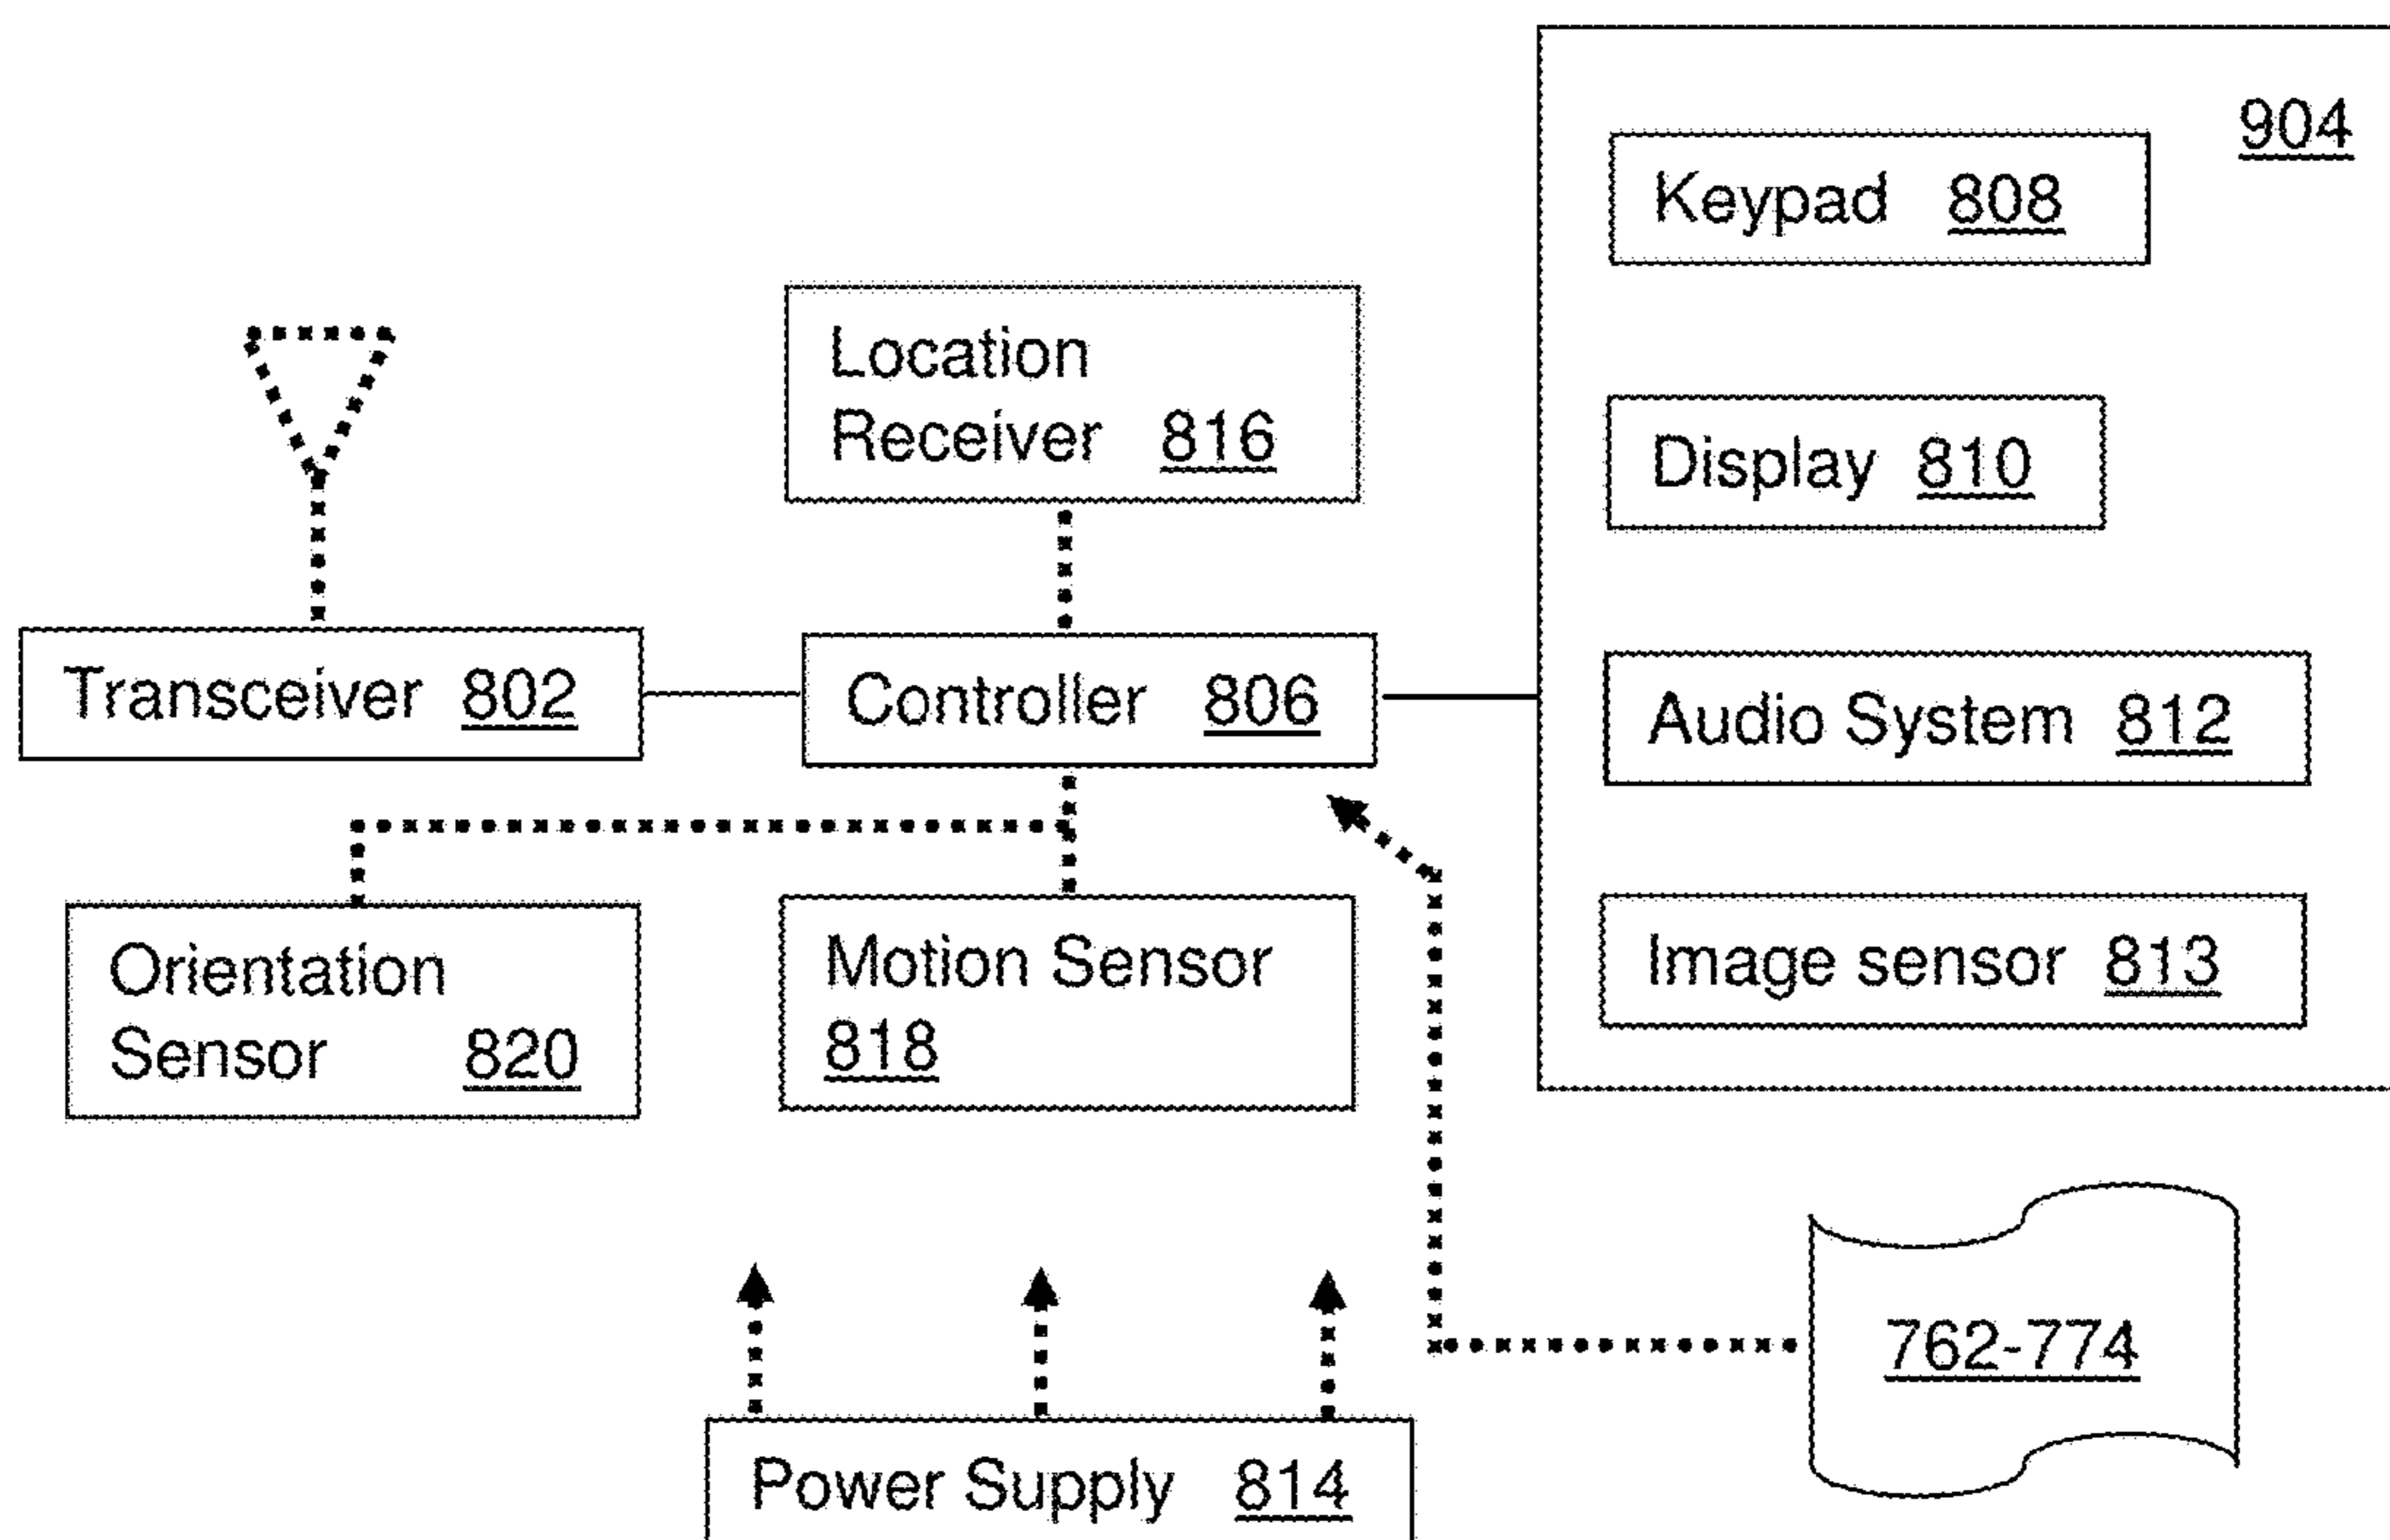 904
Keypad 808
Location
Receiver 816
Display 810
Transceiver 802
Controller 806
Audio System 812
Orientation
Sensor 820
Motion Sensor
818
Image sensor 813
762-774
Power Supply 814